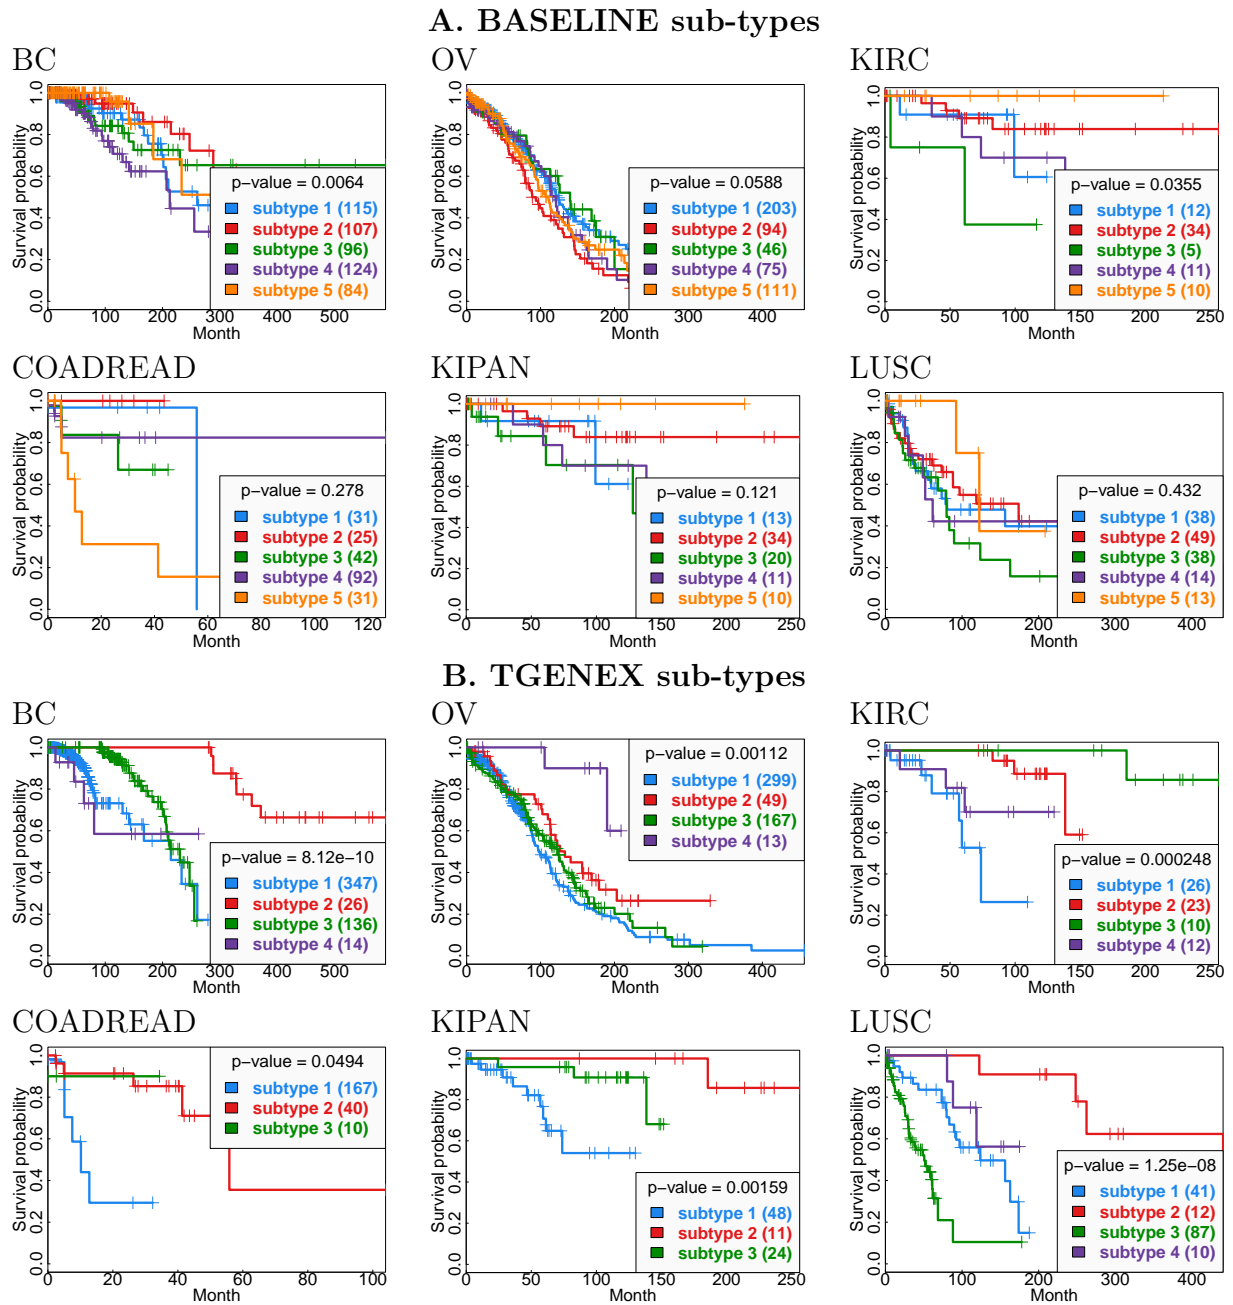 A. BASELINE sub-types
BC
Survival probability
0.0 0.2 0.4 0.6 0.8 1.0
p-value = 0.0064
subtype 1 (115)
subtype 2 (107)
subtype 3 (96)
subtype 4 (124)
subtype 5 (84)
0 100 200 300 400 500
Month
OV
Survival probability
0.0 0.2 0.4 0.6 0.8 1.0
p-value = 0.0588
subtype 1 (203)
subtype 2 (94)
subtype 3 (46)
subtype 4 (75)
subtype 5 (111)
0 100 200 300 400
Month
KIRC
Survival probability
0.0 0.2 0.4 0.6 0.8 1.0
p-value = 0.0355
subtype 1 (12)
subtype 2 (34)
subtype 3 (5)
subtype 4 (11)
subtype 5 (10)
0 50 100 150 200 250
Month
COADREAD
Survival probability
0.0 0.2 0.4 0.6 0.8 1.0
p-value = 0.278
subtype 1 (31)
subtype 2 (25)
subtype 3 (42)
subtype 4 (92)
subtype 5 (31)
0 20 40 60 80 100 120
Month
KIPAN
Survival probability
0.0 0.2 0.4 0.6 0.8 1.0
p-value = 0.121
subtype 1 (13)
subtype 2 (34)
subtype 3 (20)
subtype 4 (11)
subtype 5 (10)
0 50 100 150 200 250
Month
LUSC
Survival probability
0.0 0.2 0.4 0.6 0.8 1.0
p-value = 0.432
subtype 1 (38)
subtype 2 (49)
subtype 3 (38)
subtype 4 (14)
subtype 5 (13)
0 100 200 300 400
Month
B. TGENEX sub-types
BC
Survival probability
0.0 0.2 0.4 0.6 0.8 1.0
p-value = 8.12e-10
subtype 1 (347)
subtype 2 (26)
subtype 3 (136)
subtype 4 (14)
0 100 200 300 400 500
Month
OV
Survival probability
0.0 0.2 0.4 0.6 0.8 1.0
p-value = 0.00112
subtype 1 (299)
subtype 2 (49)
subtype 3 (167)
subtype 4 (13)
0 100 200 300 400
Month
KIRC
Survival probability
0.0 0.2 0.4 0.6 0.8 1.0
p-value = 0.000248
subtype 1 (26)
subtype 2 (23)
subtype 3 (10)
subtype 4 (12)
0 50 100 150 200 250
Month
COADREAD
Survival probability
0.0 0.2 0.4 0.6 0.8 1.0
p-value = 0.0494
subtype 1 (167)
subtype 2 (40)
subtype 3 (10)
0 20 40 60 80 100
Month
KIPAN
Survival probability
0.0 0.2 0.4 0.6 0.8 1.0
p-value = 0.00159
subtype 1 (48)
subtype 2 (11)
subtype 3 (24)
0 50 100 150 200 250
Month
LUSC
Survival probability
0.0 0.2 0.4 0.6 0.8 1.0
p-value = 1.25e-08
subtype 1 (41)
subtype 2 (12)
subtype 3 (87)
subtype 4 (10)
0 100 200 300 400
Month